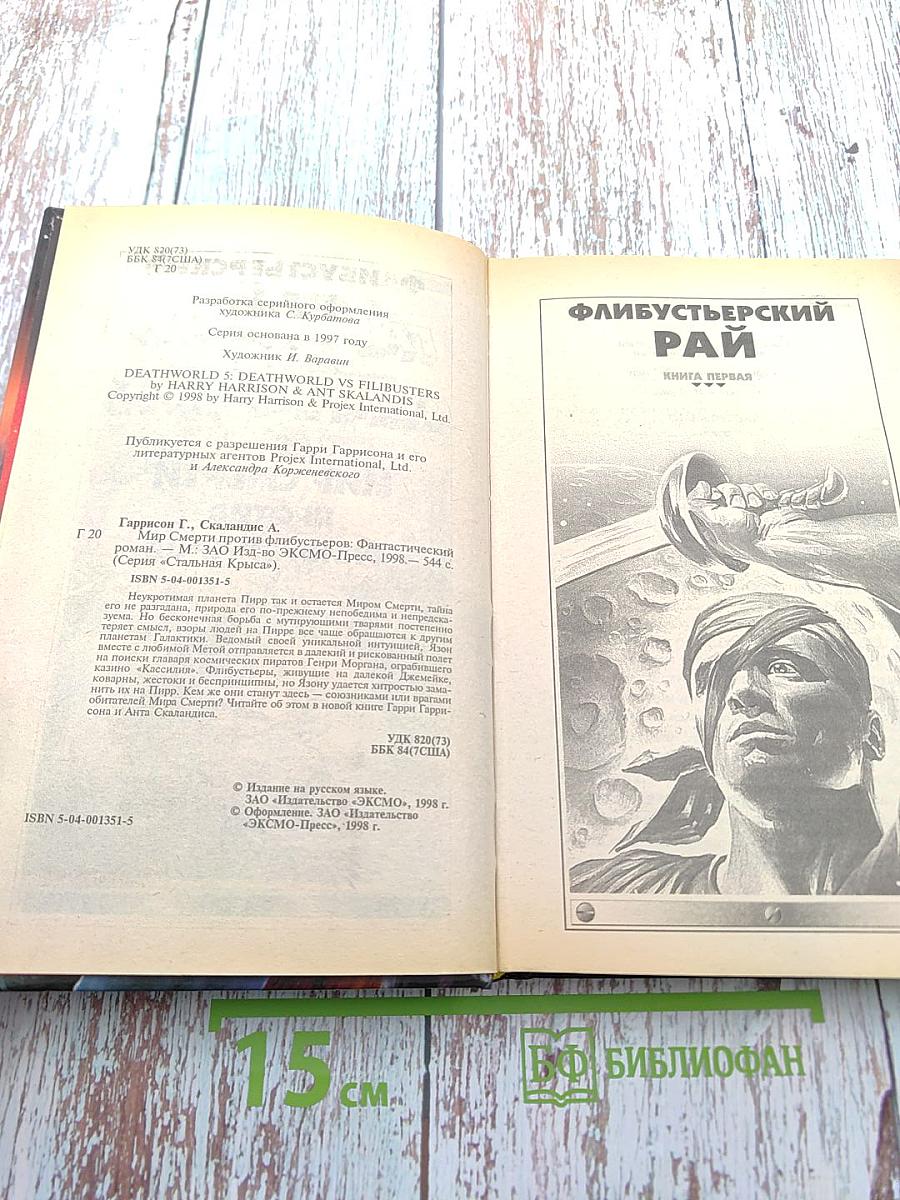 УДК 820(73)
ББК 84(7США)
Г 20
Разработка серийного оформления
художника С. Курбатова
Серия основана в 1997 году
Художник И. Варавин
DEATHWORLD 5: DEATHWORLD VS FILIBUSTERS
by HARRY HARRISON & ANT SKALANDIS
Copyright © 1998 by Harry Harrison & Projex International, Ltd.
Публикуется с разрешения Гарри Гаррисона и его
литературных агентов Projex International, Ltd.
и Александра Корженевского
Гаррисон Г., Скаландис А.
Г 20 Мир Смерти против флибустьеров: Фантастический
роман. — М.: ЗАО Изд-во ЭКСМО-Пресс, 1998.— 544 с.
(Серия «Стальная Крыса»).
ISBN 5-04-001351-5
Неукротимая планета Пирр так и остается Миром Смерти, тайна
его не разгадана, природа его по-прежнему непобедима и непредска-
зуема. Но бесконечная борьба с мутирующими тварями постепенно
теряет смысл, взоры людей на Пирре все чаще обращаются к другим
планетам Галактики. Ведомый своей уникальной интуицией, Язон
вместе с любимой Метой отправляется в далекий и рискованный полет
на поиски главаря космических пиратов Генри Моргана, ограбившего
казино «Кассилия». Флибустьеры, живущие на далекой Джемейке,
коварны, жестоки и беспринципны, но Язону удается хитростью зама-
нить их на Пирр. Кем же они станут здесь — союзниками или врагами
обитателей Мира Смерти? Читайте об этом в новой книге Гарри Гарри-
сона и Анта Скаландиса.
УДК 820(73)
ББК 84(7США)
© Издание на русском языке.
ЗАО «Издательство «ЭКСМО», 1998 г.
© Оформление. ЗАО «Издательство
«ЭКСМО-Пресс», 1998 г.
ISBN 5-04-001351-5
ФЛИБУСТЬЕРСКИЙ
РАЙ
КНИГА ПЕРВАЯ
15 см
БФ БИБЛИОФАН